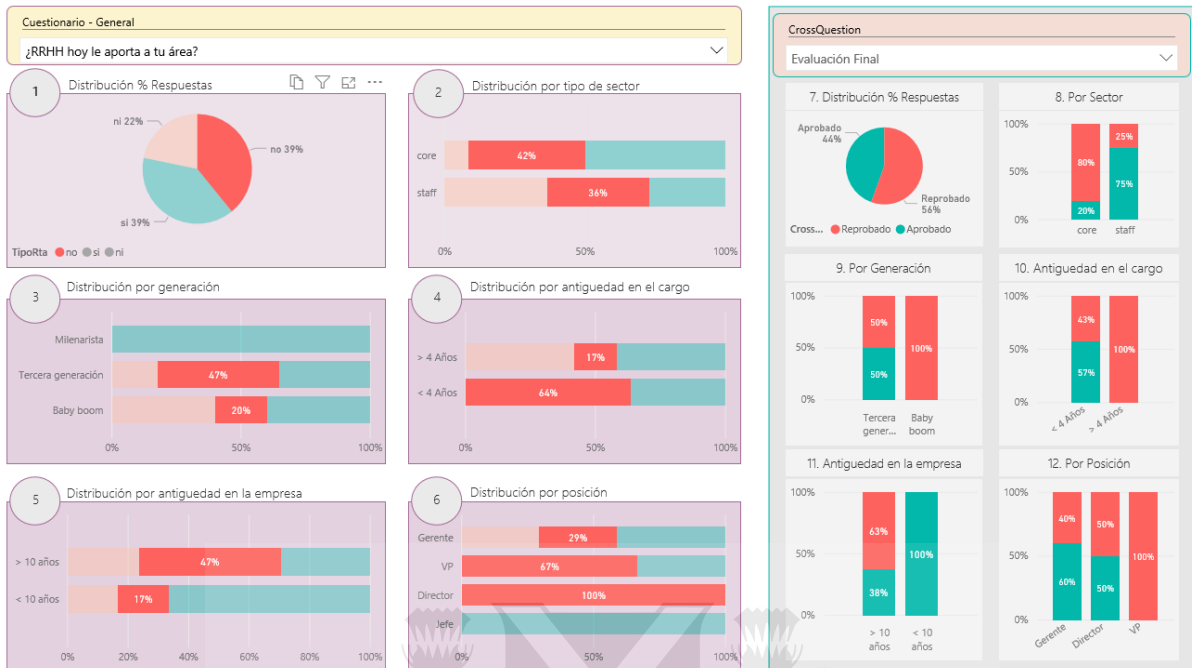 Cuestionario - General
¿RRHH hoy le aporta a tu área?
1
Distribución % Respuestas
ni 22%
no 39%
si 39%
TipoRta no si ni
2
Distribución por tipo de sector
core 42%
staff 36%
0% 50% 100%
3
Distribución por generación
Milenarista
Tercera generación 47%
Baby boom 20%
0% 50% 100%
4
Distribución por antiguedad en el cargo
> 4 Años 17%
< 4 Años 64%
0% 50% 100%
5
Distribución por antiguedad en la empresa
> 10 años 47%
< 10 años 17%
0% 20% 40% 60% 80% 100%
6
Distribución por posición
Gerente 29%
VP 67%
Director 100%
Jefe
0% 50% 100%
CrossQuestion
Evaluación Final
7. Distribución % Respuestas
Aprobado
44%
Reprobado
56%
Cross... Reprobado Aprobado
8. Por Sector
100%
50%
0%
80%
20%
25%
75%
core staff
9. Por Generación
100%
50%
0%
50%
50%
100%
Tercera
gener...
Baby
boom
10. Antiguedad en el cargo
100%
50%
0%
43%
57%
100%
< 4 Años > 4 Años
11. Antiguedad en la empresa
100%
50%
0%
63%
38%
100%
> 10
años
< 10
años
12. Por Posición
100%
50%
0%
40%
60%
50%
50%
100%
Gerente Director VP